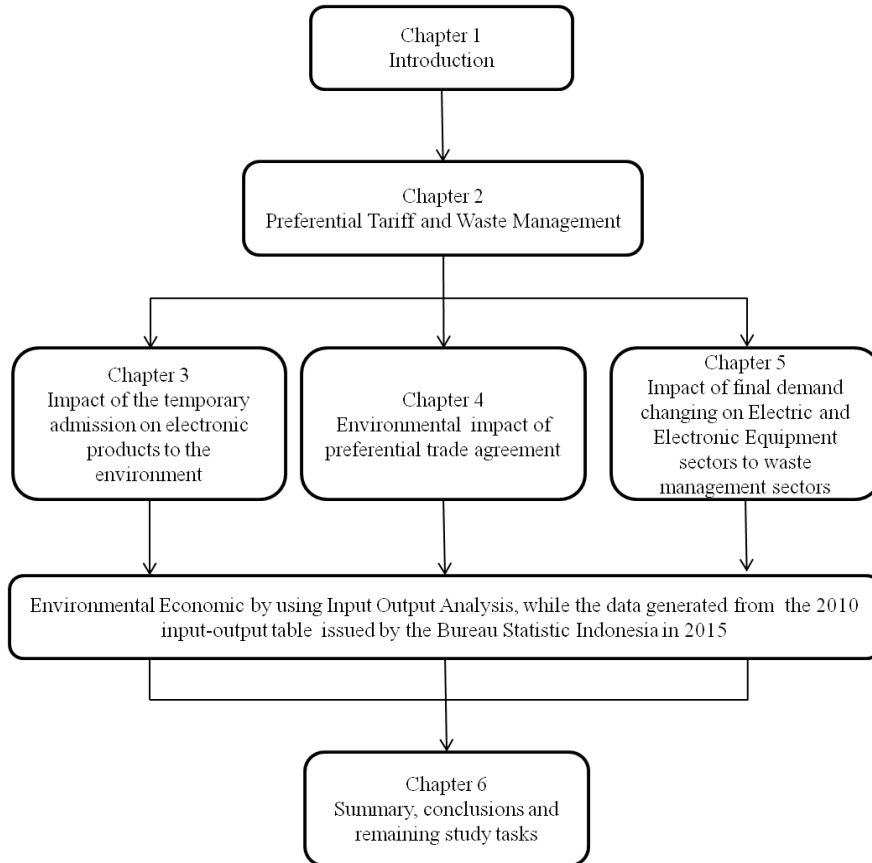 Chapter 1
Introduction
Chapter 2
Preferential Tariff and Waste Management
Chapter 3
Impact of the temporary
admission on electronic
products to the
environment
Chapter 4
Environmental impact of
preferential trade agreement
Chapter 5
Impact of final demand
changing on Electric and
Electronic Equipment
sectors to waste
management sectors
Environmental Economic by using Input Output Analysis, while the data generated from the 2010
input-output table issued by the Bureau Statistic Indonesia in 2015
Chapter 6
Summary, conclusions and
remaining study tasks